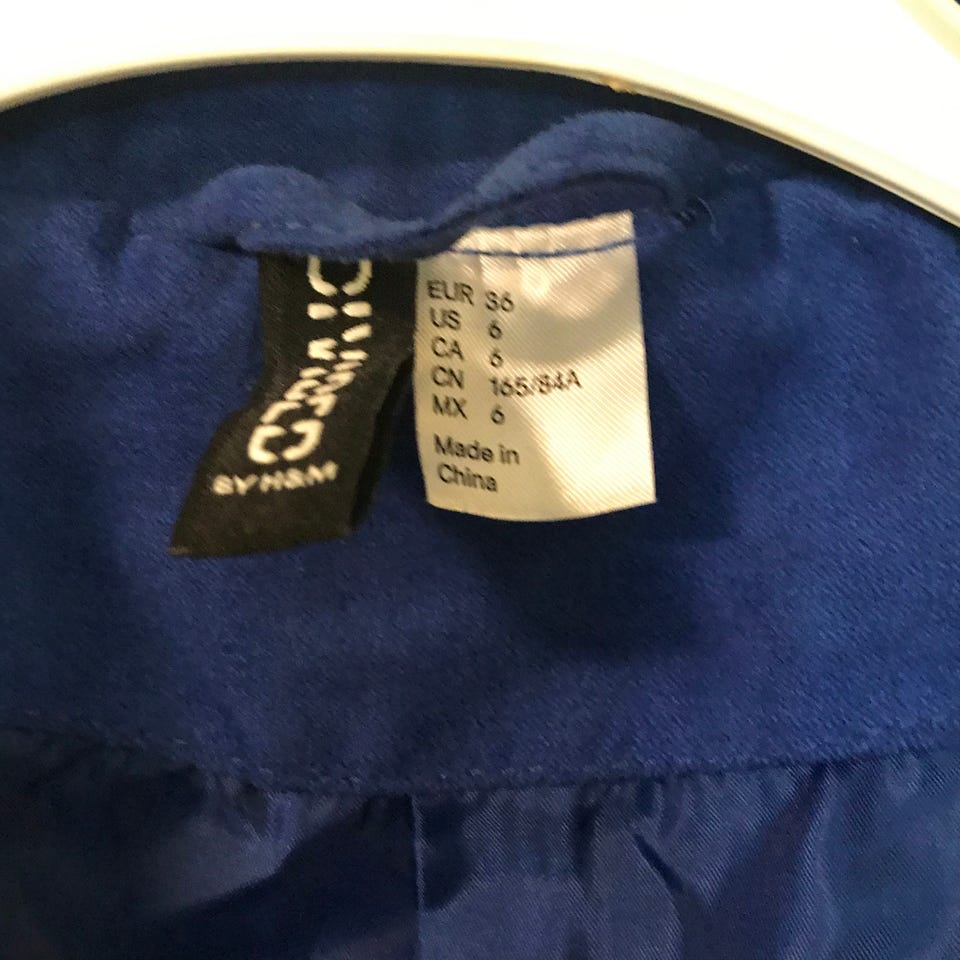 BY H&M
EUR 36
US 6
CA 6
CN 165/84A
MX 6
Made in
China